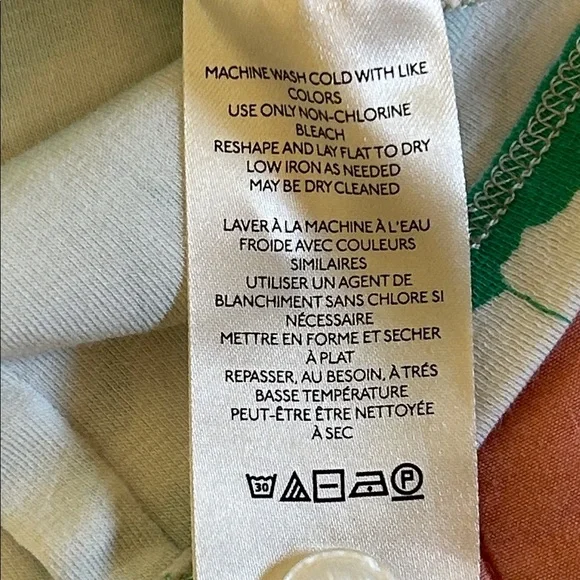 MACHINE WASH COLD WITH LIKE
COLORS
USE ONLY NON-CHLORINE
BLEACH
RESHAPE AND LAY FLAT TO DRY
LOW IRON AS NEEDED
MAY BE DRY CLEANED
LAVER À LA MACHINE À L'EAU
FROIDE AVEC COULEURS
SIMILAIRES
UTILISER UN AGENT DE
BLANCHIMENT SANS CHLORE SI
NÉCESSAIRE
METTRE EN FORME ET SECHER
À PLAT
REPASSER, AU BESOIN, À TRÉS
BASSE TEMPÉRATURE
PEUT-ÊTRE ÊTRE NETTOYÉE
À SEC
30 P